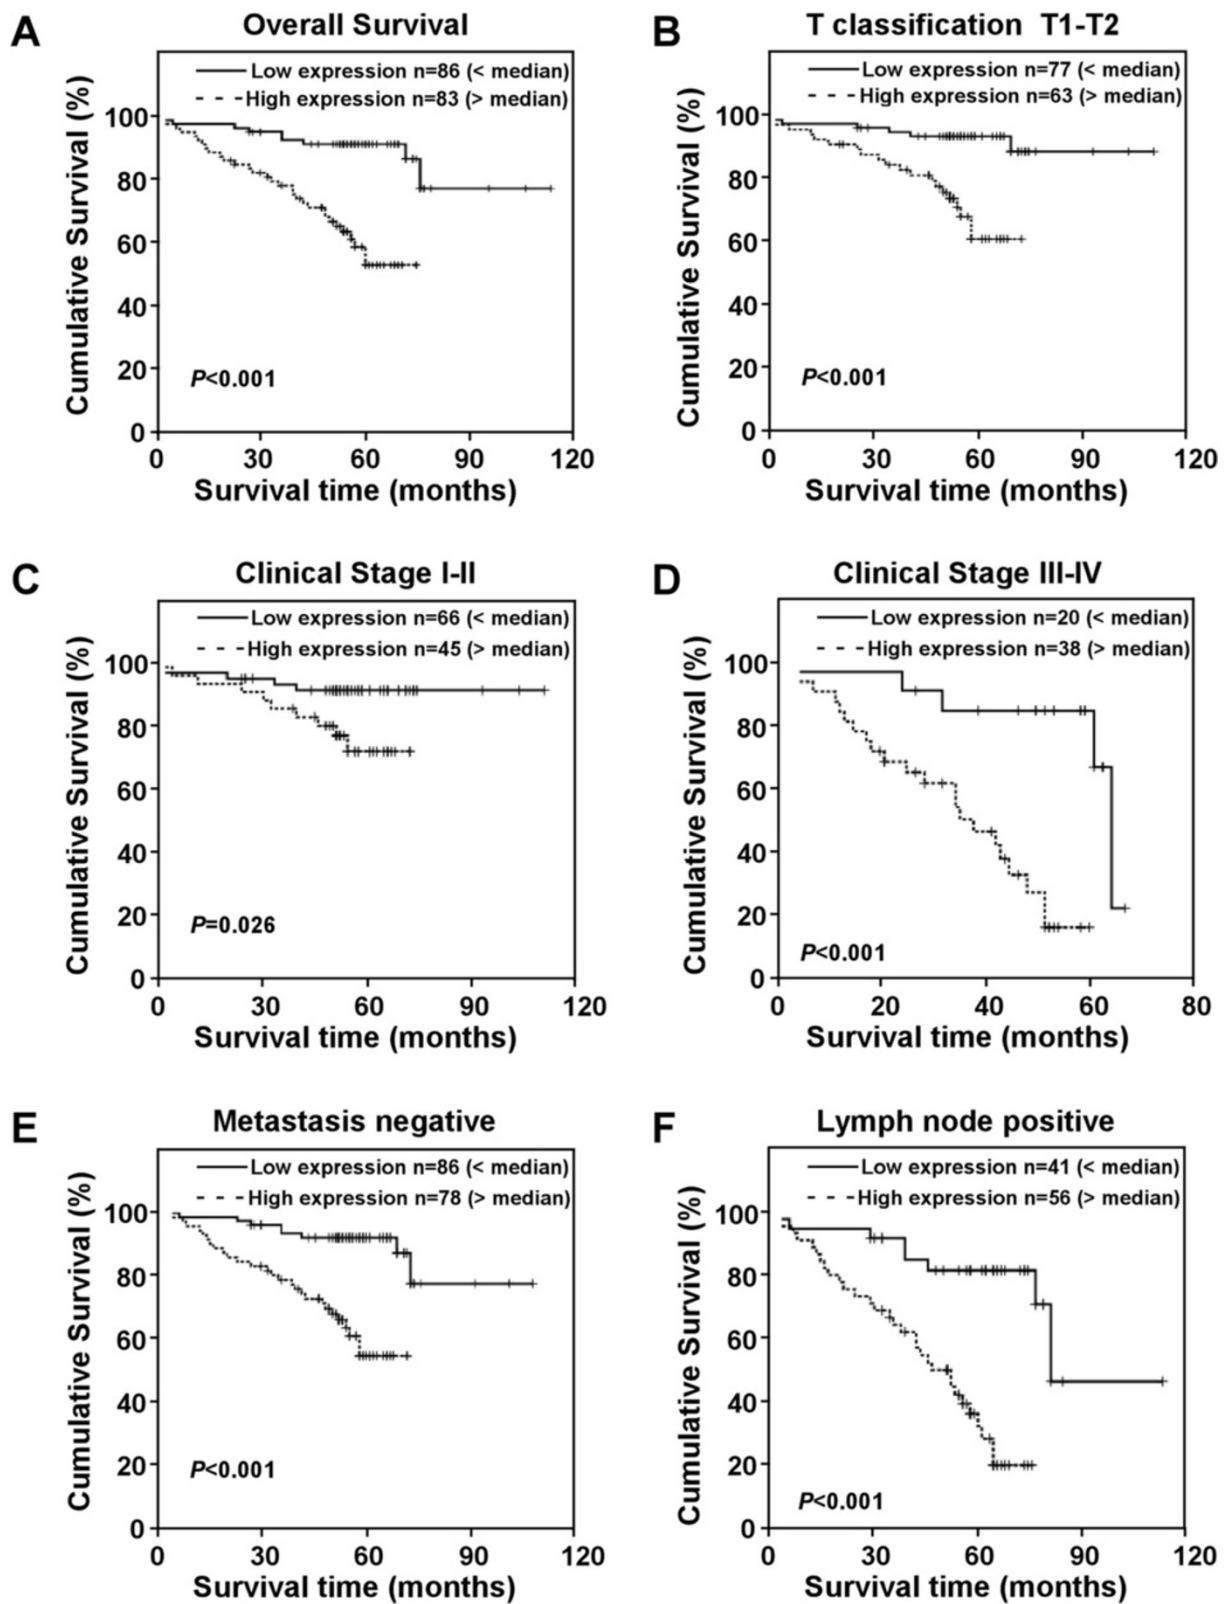 A
Overall Survival
Low expression n=86 (< median)
High expression n=83 (> median)
Cumulative Survival (%)
100
80
60
40
20
0
P<0.001
0 30 60 90 120
Survival time (months)
B
T classification T1-T2
Low expression n=77 (< median)
High expression n=63 (> median)
Cumulative Survival (%)
100
80
60
40
20
0
P<0.001
0 30 60 90 120
Survival time (months)
C
Clinical Stage I-II
Low expression n=66 (< median)
High expression n=45 (> median)
Cumulative Survival (%)
100
80
60
40
20
0
P=0.026
0 30 60 90 120
Survival time (months)
D
Clinical Stage III-IV
Low expression n=20 (< median)
High expression n=38 (> median)
Cumulative Survival (%)
100
80
60
40
20
0
P<0.001
0 20 40 60 80
Survival time (months)
E
Metastasis negative
Low expression n=86 (< median)
High expression n=78 (> median)
Cumulative Survival (%)
100
80
60
40
20
0
P<0.001
0 30 60 90 120
Survival time (months)
F
Lymph node positive
Low expression n=41 (< median)
High expression n=56 (> median)
Cumulative Survival (%)
100
80
60
40
20
0
P<0.001
0 30 60 90 120
Survival time (months)